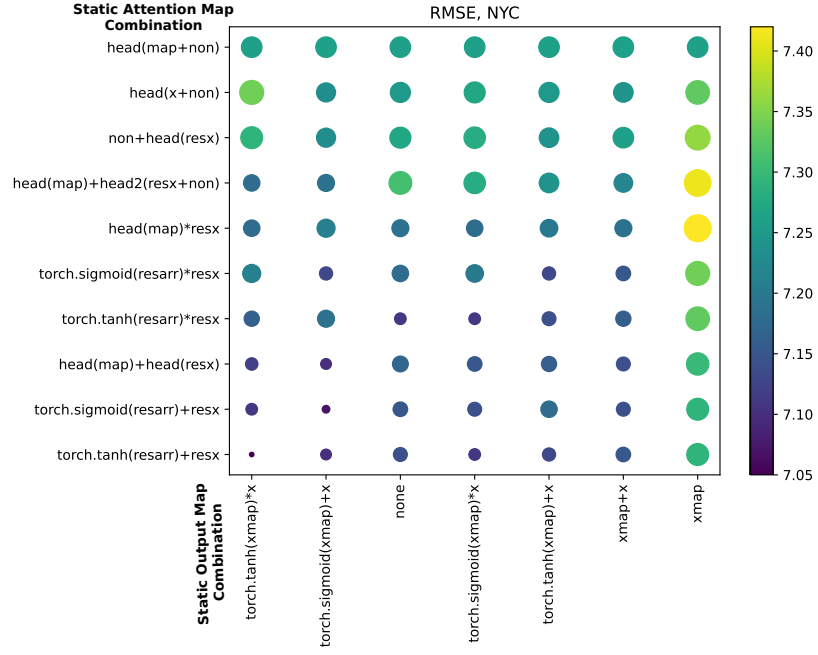 Static Attention Map
Combination
RMSE, NYC
head(map+non)
head(x+non)
non+head(resx)
head(map)+head2(resx+non)
head(map)*resx
torch.sigmoid(resarr)*resx
torch.tanh(resarr)*resx
head(map)+head(resx)
torch.sigmoid(resarr)+resx
torch.tanh(resarr)+resx
7.40
7.35
7.30
7.25
7.20
7.15
7.10
7.05
Static Output Map
Combination
torch.tanh(xmap)*x
torch.sigmoid(xmap)+x
none
torch.sigmoid(xmap)*x
torch.tanh(xmap)+x
xmap+x
xmap